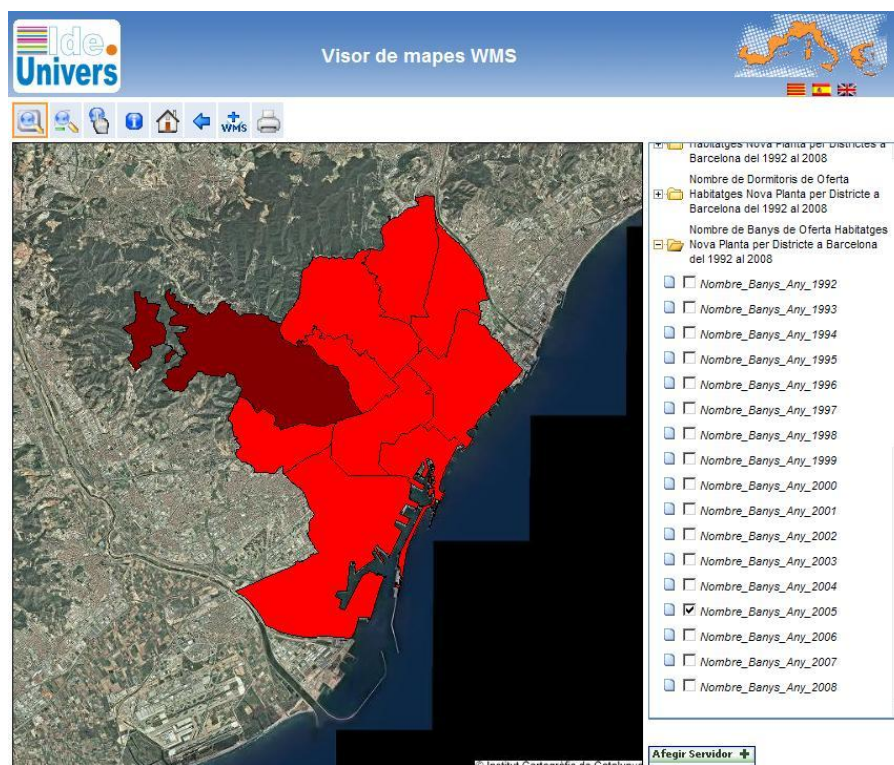 Ide.
Univers
Visor de mapes WMS
WMS
Habitatges Nova Planta per Districtes a
Barcelona del 1992 al 2008
Nombre de Dormitoris de Oferta
Habitatges Nova Planta per Districte a
Barcelona del 1992 al 2008
Nombre de Banys de Oferta Habitatges
Nova Planta per Districte a Barcelona
del 1992 al 2008
Nombre_Banys_Any_1992
Nombre_Banys_Any_1993
Nombre_Banys_Any_1994
Nombre_Banys_Any_1995
Nombre_Banys_Any_1996
Nombre_Banys_Any_1997
Nombre_Banys_Any_1998
Nombre_Banys_Any_1999
Nombre_Banys_Any_2000
Nombre_Banys_Any_2001
Nombre_Banys_Any_2002
Nombre_Banys_Any_2003
Nombre_Banys_Any_2004
Nombre_Banys_Any_2005
Nombre_Banys_Any_2006
Nombre_Banys_Any_2007
Nombre_Banys_Any_2008
Afegir Servidor +
© Institut Cartogràfic de Catalunya